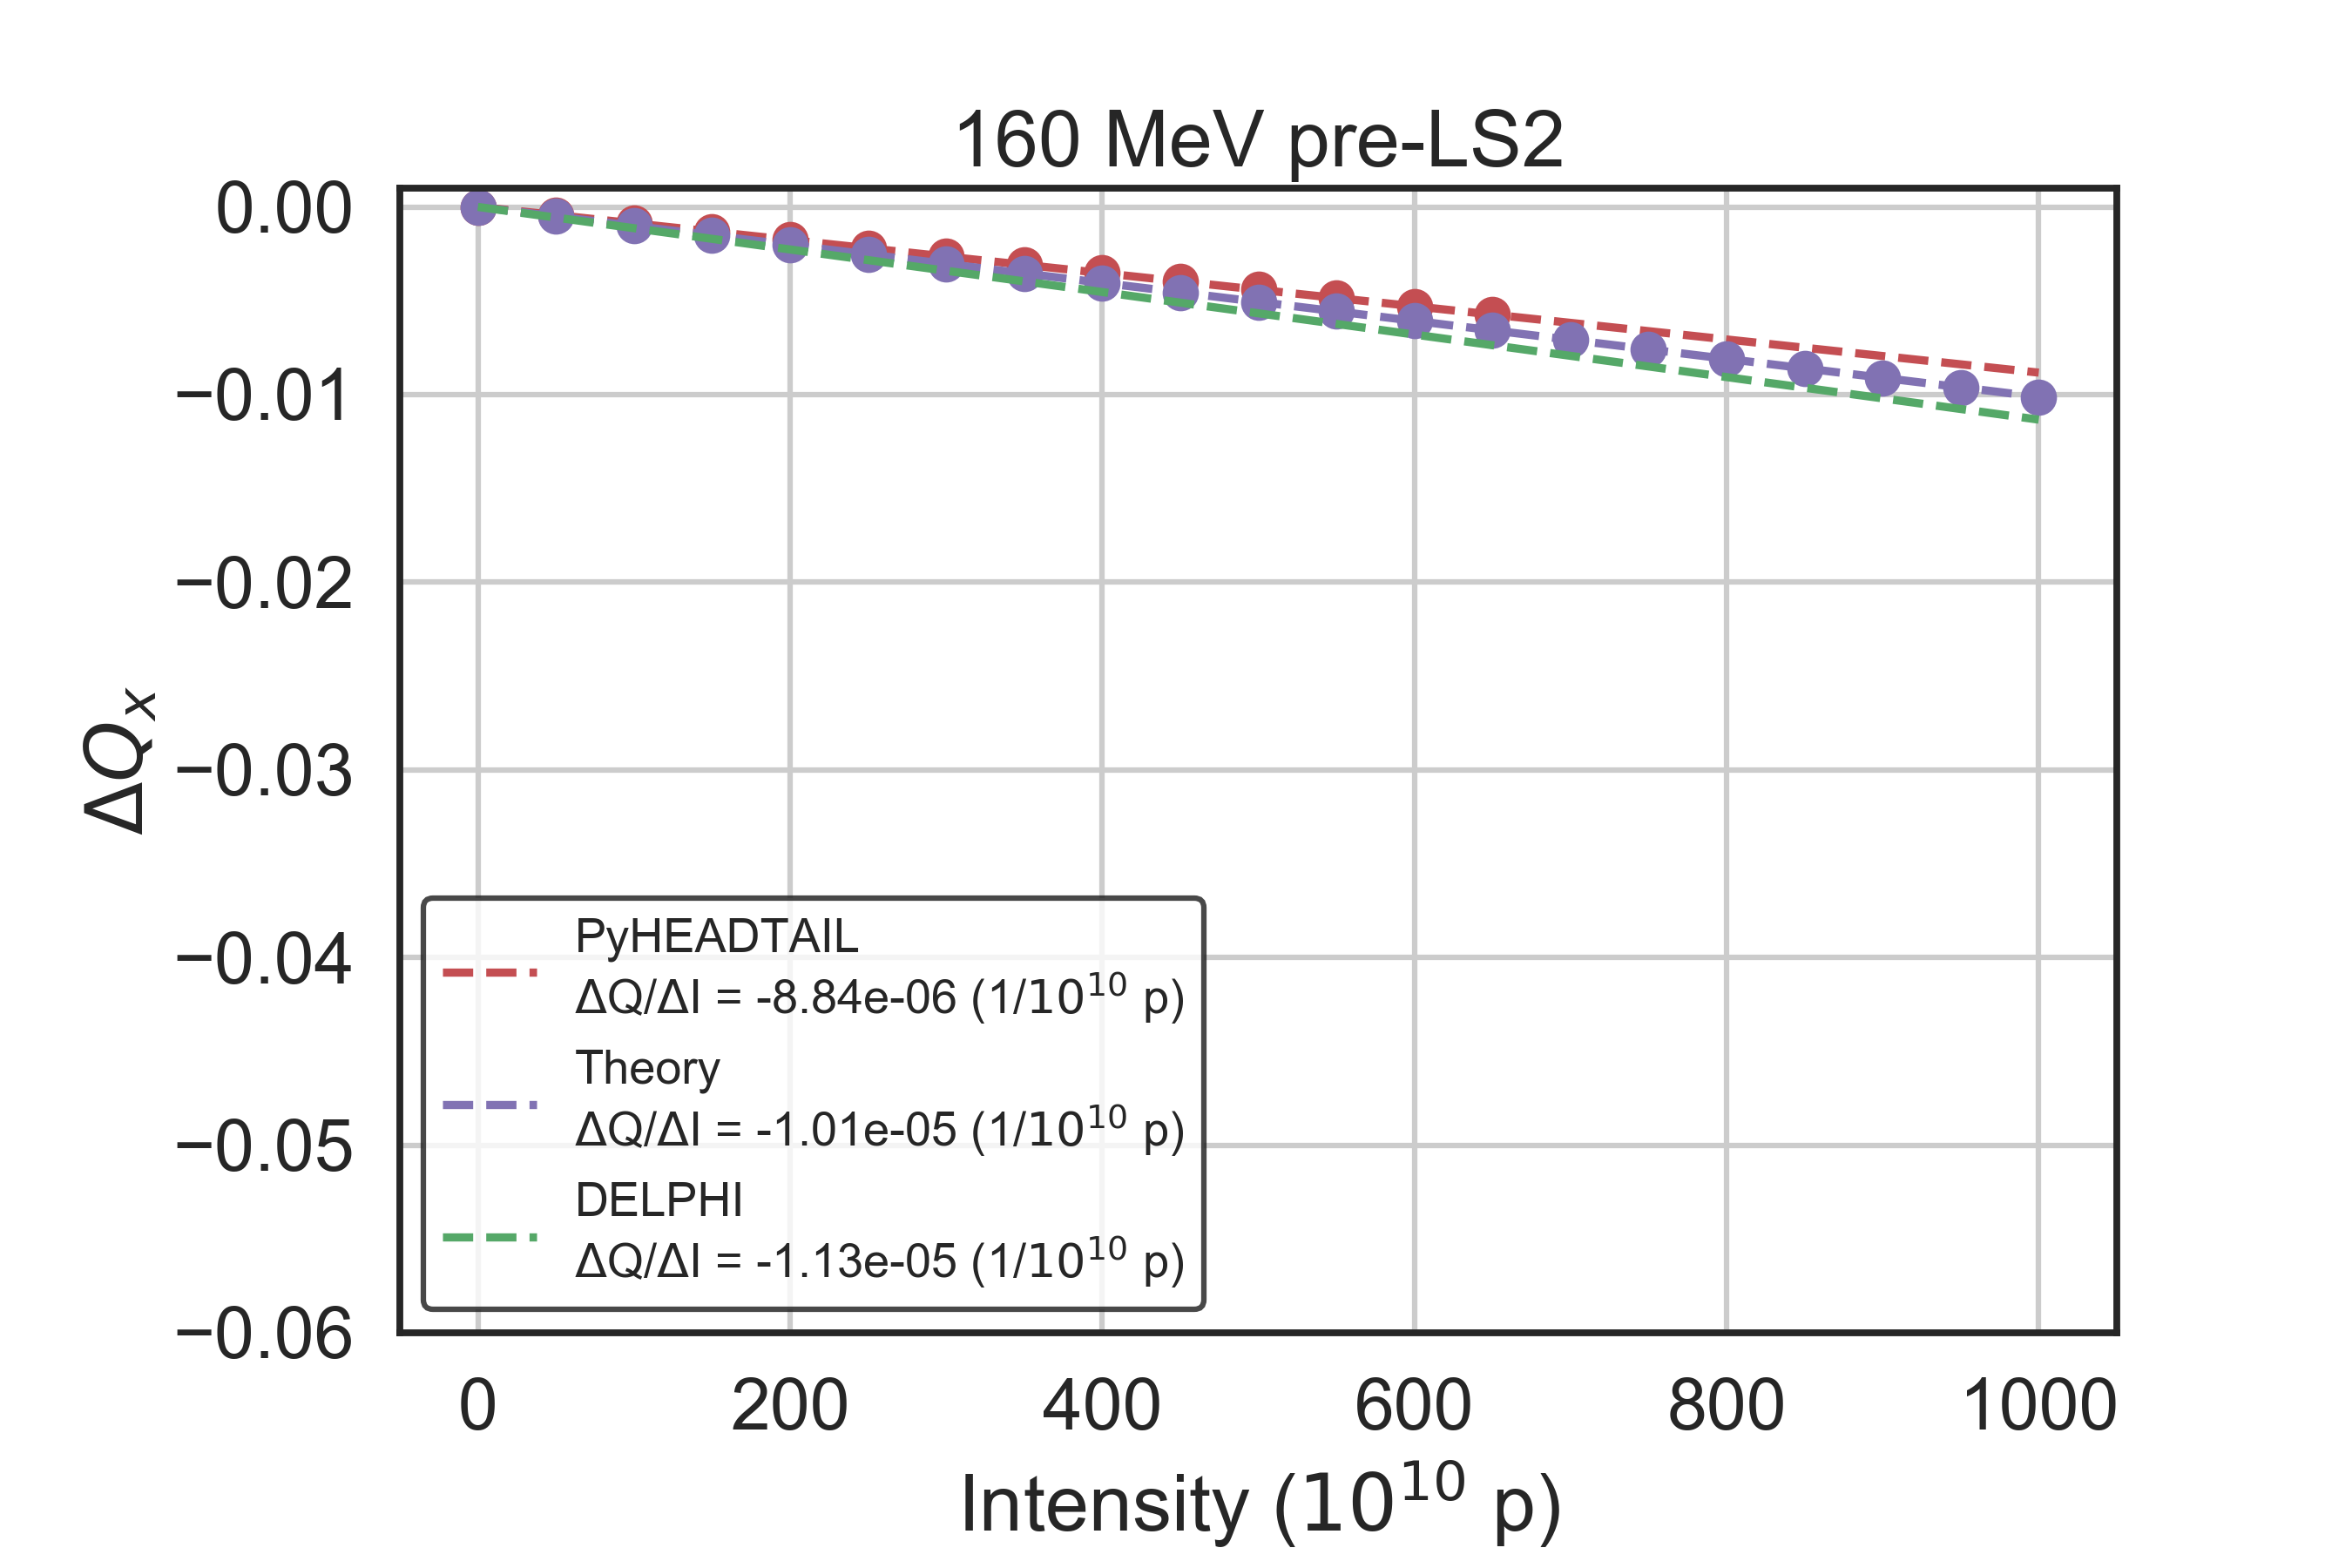 160 MeV pre-LS2
0.00
−0.01
−0.02
−0.03
−0.04
−0.05
−0.06
ΔQₓ
PyHEADTAIL
ΔQ/ΔI = -8.84e-06 (1/10¹⁰ p)
Theory
ΔQ/ΔI = -1.01e-05 (1/10¹⁰ p)
DELPHI
ΔQ/ΔI = -1.13e-05 (1/10¹⁰ p)
0 200 400 600 800 1000
Intensity (10¹⁰ p)